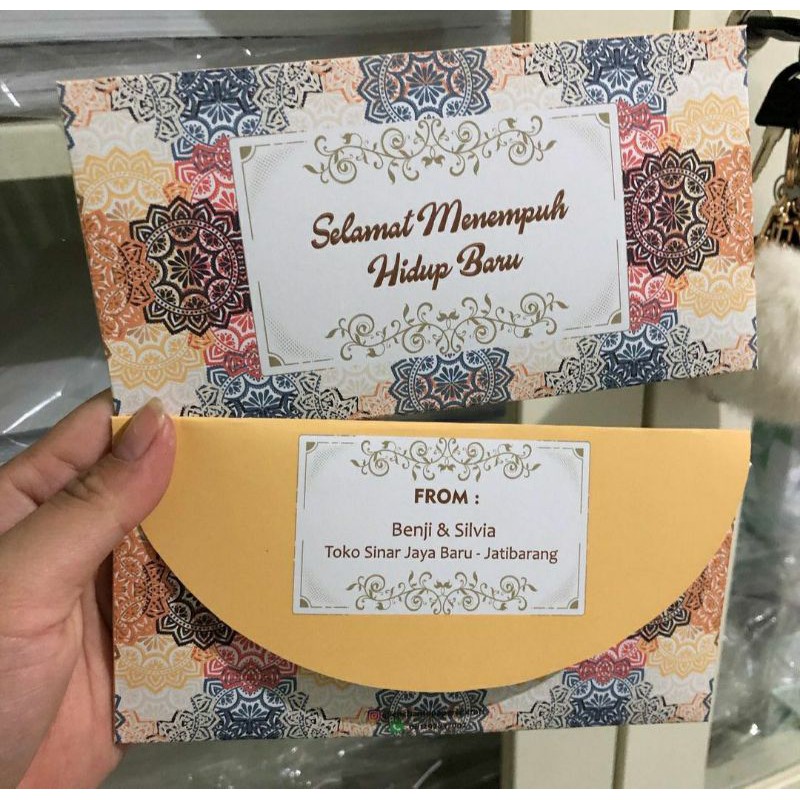 Selamat Menempuh
Hidup Baru
FROM :
Benji & Silvia
Toko Sinar Jaya Baru - Jatibarang